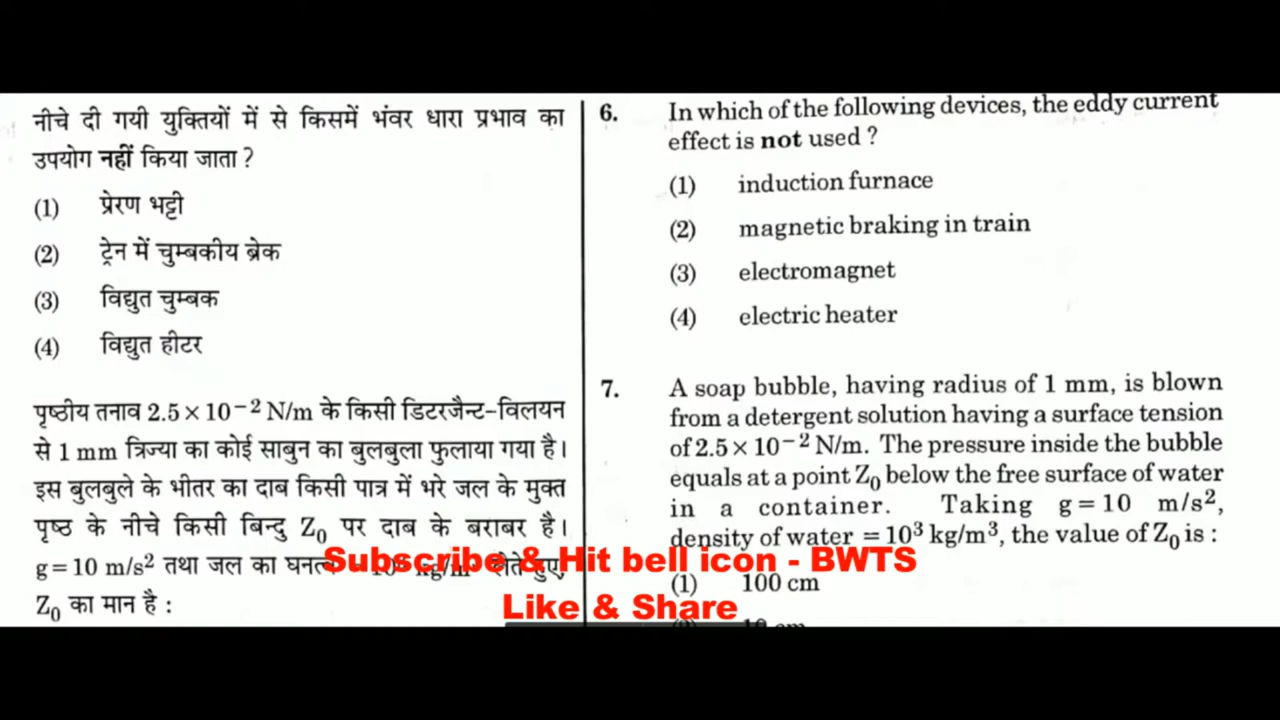 नीचे दी गयी युक्तियों में से किसमें भंवर धारा प्रभाव का
उपयोग नहीं किया जाता ?
(1) प्रेरण भट्टी
(2) ट्रेन में चुम्बकीय ब्रेक
(3) विद्युत चुम्बक
(4) विद्युत हीटर
पृष्ठीय तनाव 2.5 × 10⁻² N/m के किसी डिटरजैन्ट-विलयन
से 1 mm त्रिज्या का कोई साबुन का बुलबुला फुलाया गया है।
इस बुलबुले के भीतर का दाब किसी पात्र में भरे जल के मुक्त
पृष्ठ के नीचे किसी बिन्दु Z₀ पर दाब के बराबर है।
g = 10 m/s² तथा जल का घनत्व
Z₀ का मान है :
6. In which of the following devices, the eddy current
effect is not used ?
(1) induction furnace
(2) magnetic braking in train
(3) electromagnet
(4) electric heater
7. A soap bubble, having radius of 1 mm, is blown
from a detergent solution having a surface tension
of 2.5 × 10⁻² N/m. The pressure inside the bubble
equals at a point Z₀ below the free surface of water
in a container. Taking g = 10 m/s²,
density of water = 10³ kg/m³, the value of Z₀ is :
(1) 100 cm
Subscribe & Hit bell icon - BWTS
Like & Share